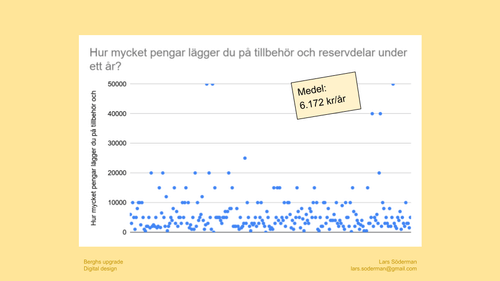 Hur mycket pengar lägger du på tillbehör och reservdelar under
ett år?
Hur mycket pengar lägger du på tillbehör och
50000
40000
30000
20000
10000
0
Medel:
6.172 kr/år
Berghs upgrade
Digital design
Lars Söderman
lars.soderman@gmail.com